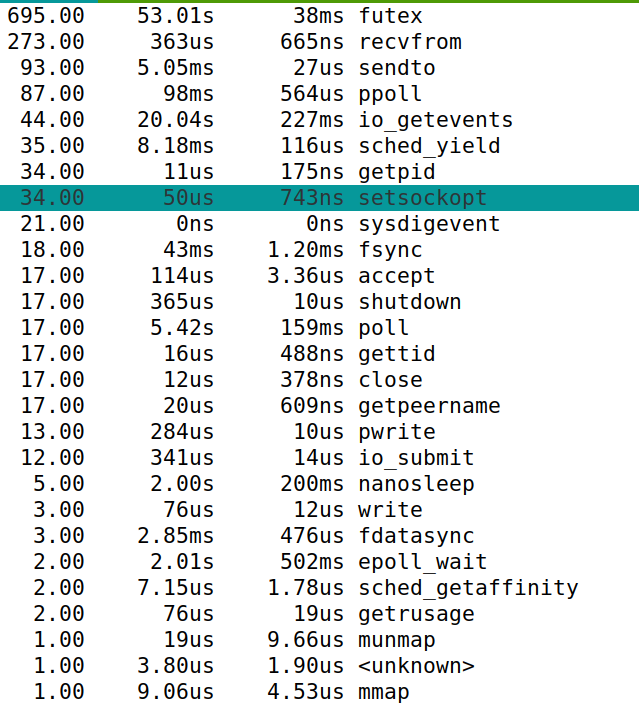 695.00 53.01s 38ms futex
273.00 363us 665ns recvfrom
93.00 5.05ms 27us sendto
87.00 98ms 564us ppoll
44.00 20.04s 227ms io_getevents
35.00 8.18ms 116us sched_yield
34.00 11us 175ns getpid
34.00 50us 743ns setsockopt
21.00 0ns 0ns sysdigevent
18.00 43ms 1.20ms fsync
17.00 114us 3.36us accept
17.00 365us 10us shutdown
17.00 5.42s 159ms poll
17.00 16us 488ns gettid
17.00 12us 378ns close
17.00 20us 609ns getpeername
13.00 284us 10us pwrite
12.00 341us 14us io_submit
5.00 2.00s 200ms nanosleep
3.00 76us 12us write
3.00 2.85ms 476us fdatasync
2.00 2.01s 502ms epoll_wait
2.00 7.15us 1.78us sched_getaffinity
2.00 76us 19us getrusage
1.00 19us 9.66us munmap
1.00 3.80us 1.90us <unknown>
1.00 9.06us 4.53us mmap